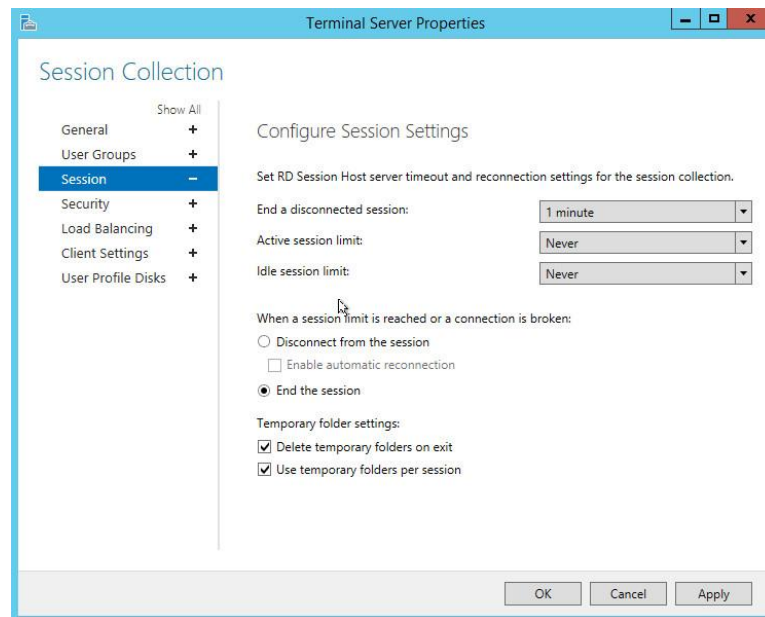 Terminal Server Properties
Session Collection
Show All
General +
User Groups +
Session −
Security +
Load Balancing +
Client Settings +
User Profile Disks +
Configure Session Settings
Set RD Session Host server timeout and reconnection settings for the session collection.
End a disconnected session: 1 minute
Active session limit: Never
Idle session limit: Never
When a session limit is reached or a connection is broken:
Disconnect from the session
Enable automatic reconnection
End the session
Temporary folder settings:
Delete temporary folders on exit
Use temporary folders per session
OK Cancel Apply